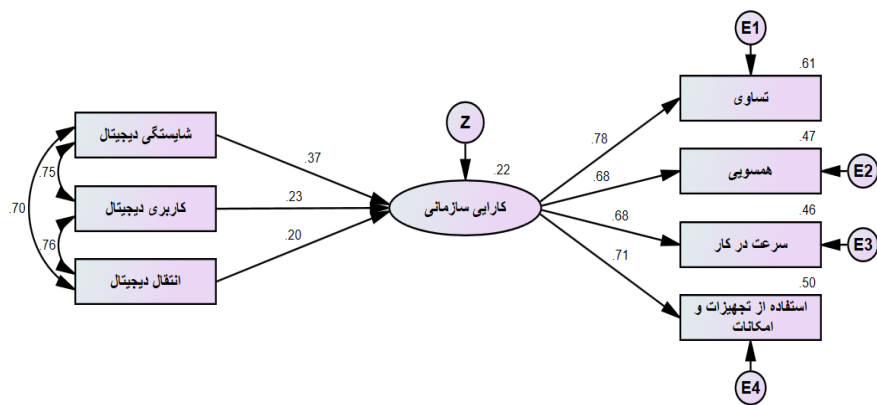 E1
.61
تساوی
.78
Z
.47
همسویی
E2
شایستگی دیجیتال
.37
.22
.68
.75
.70
کاربری دیجیتال
.23
کارایی سازمانی
.46
.68
سرعت در کار
E3
.76
.20
.71
انتقال دیجیتال
.50
استفاده از تجهیزات و
امکانات
E4